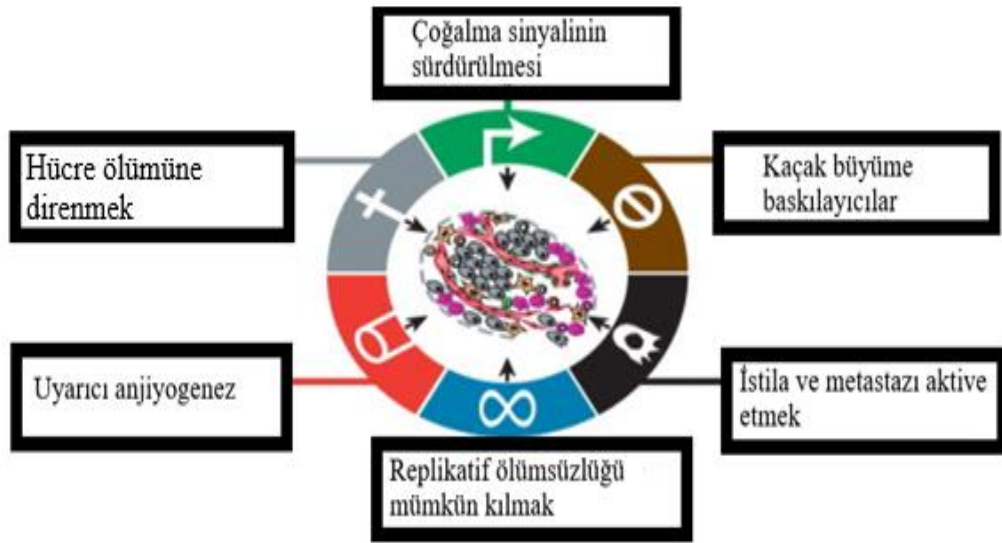 Çoğalma sinyalinin
sürdürülmesi
Hücre ölümüne
direnmek
Kaçak büyüme
baskılayıcılar
Uyarıcı anjiyogenez
İstila ve metastazı aktive
etmek
Replikatif ölümsüzlüğü
mümkün kılmak